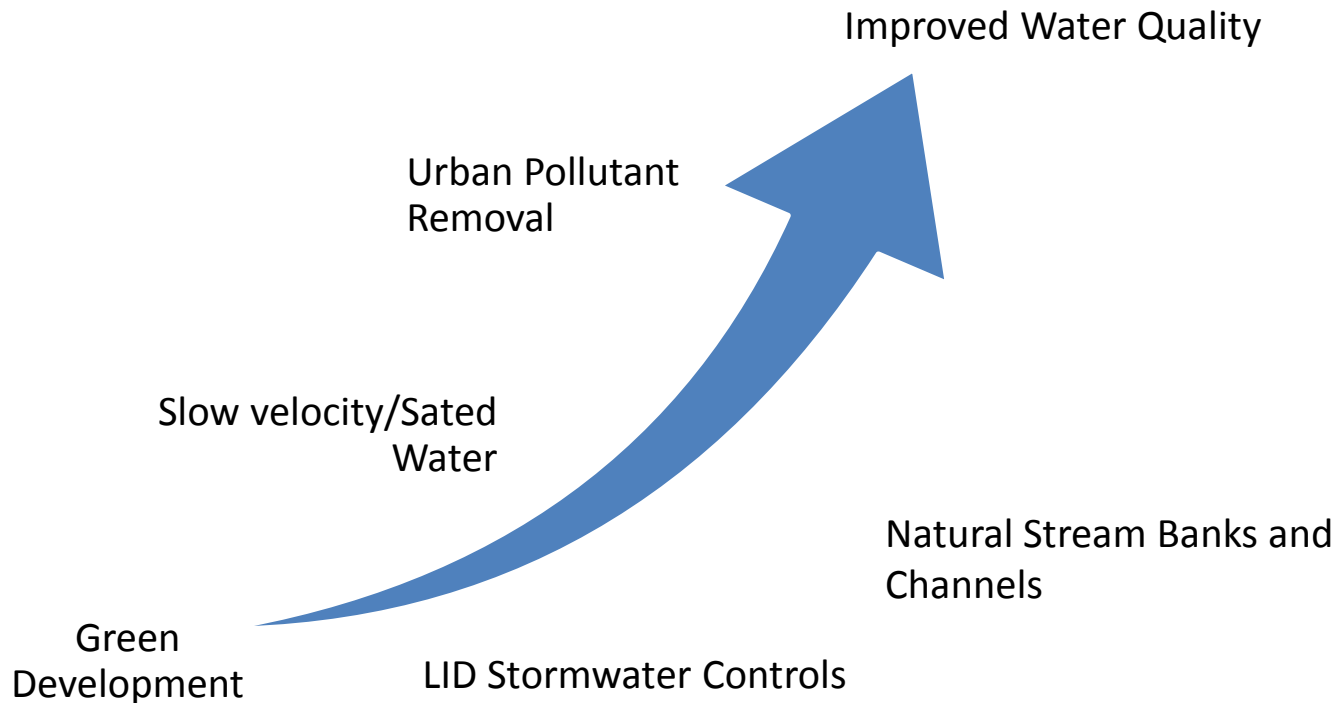 Improved Water Quality
Urban Pollutant
Removal
Slow velocity/Sated
Water
Natural Stream Banks and
Channels
Green
Development
LID Stormwater Controls